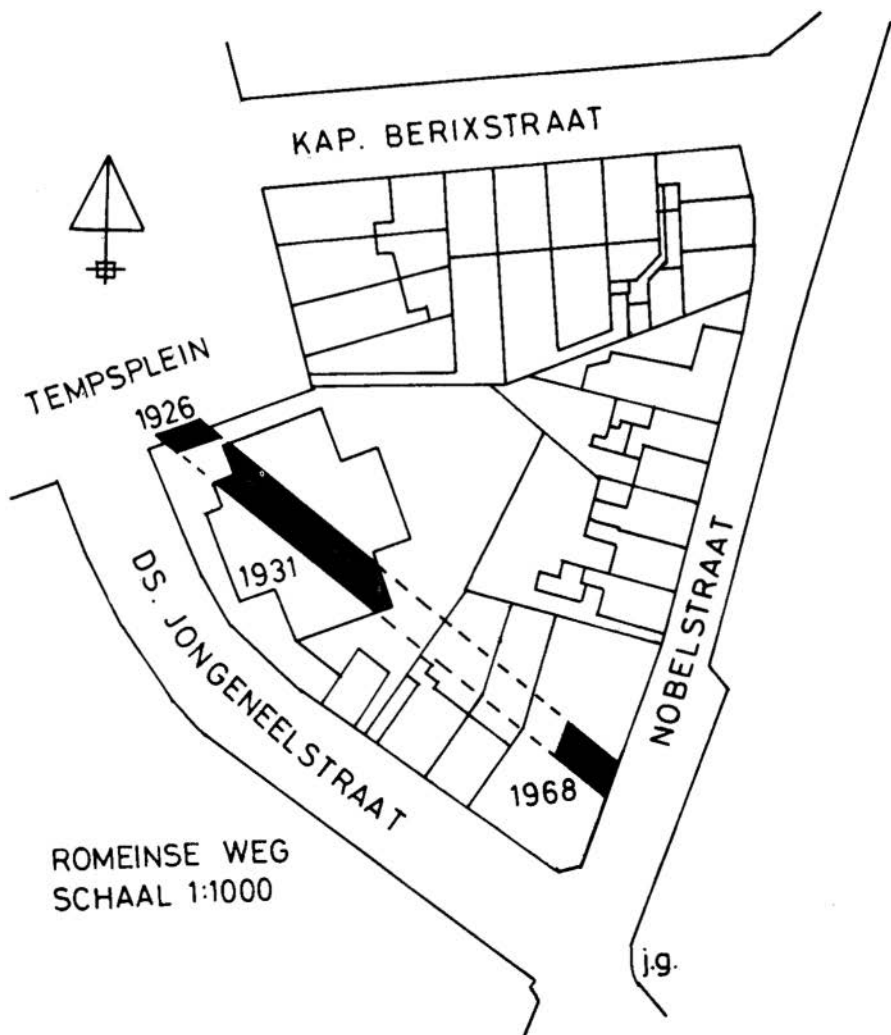 KAP. BERIXSTRAAT
TEMPSPLEIN
1926
1931
DS. JONGENEELSTRAAT
NOBELSTRAAT
1968
ROMEINSE WEG
SCHAAL 1:1000
j.g.